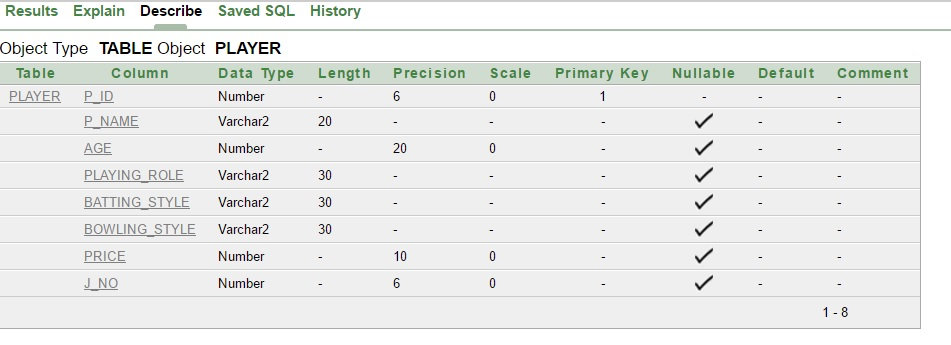 Results Explain Describe Saved SQL History
Object Type TABLE Object PLAYER
Table Column Data Type Length Precision Scale Primary Key Nullable Default Comment
PLAYER P_ID Number - 6 0 1 - - -
P_NAME Varchar2 20 - - - ✓ - -
AGE Number - 20 0 - ✓ - -
PLAYING_ROLE Varchar2 30 - - - ✓ - -
BATTING_STYLE Varchar2 30 - - - ✓ - -
BOWLING_STYLE Varchar2 30 - - - ✓ - -
PRICE Number - 10 0 - ✓ - -
J_NO Number - 6 0 - ✓ - -
1 - 8